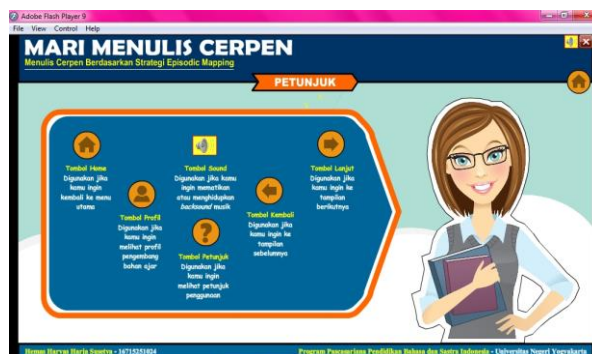 Adobe Flash Player 9
File View Control Help
MARI MENULIS CERPEN
Menulis Cerpen Berdasarkan Strategi Episodic Mapping
PETUNJUK
Tombol Home
Digunakan jika
kamu ingin
kembali ke menu
utama
Tombol Profil
Digunakan jika
kamu ingin
melihat profil
pengembang
bahan ajar
Tombol Sound
Digunakan jika kamu
ingin mematikan
atau menghidupkan
backsound musik
Tombol Petunjuk
Digunakan jika
kamu ingin
melihat petunjuk
penggunaan
Tombol Kembali
Digunakan jika
kamu ingin ke
tampilan
sebelumnya
Tombol Lanjut
Digunakan jika
kamu ingin ke
tampilan
berikutnya
- 16715251024
Program Pascasarjana Pendidikan Bahasa dan Sastra Indonesia - Universitas Negeri Yogyakarta